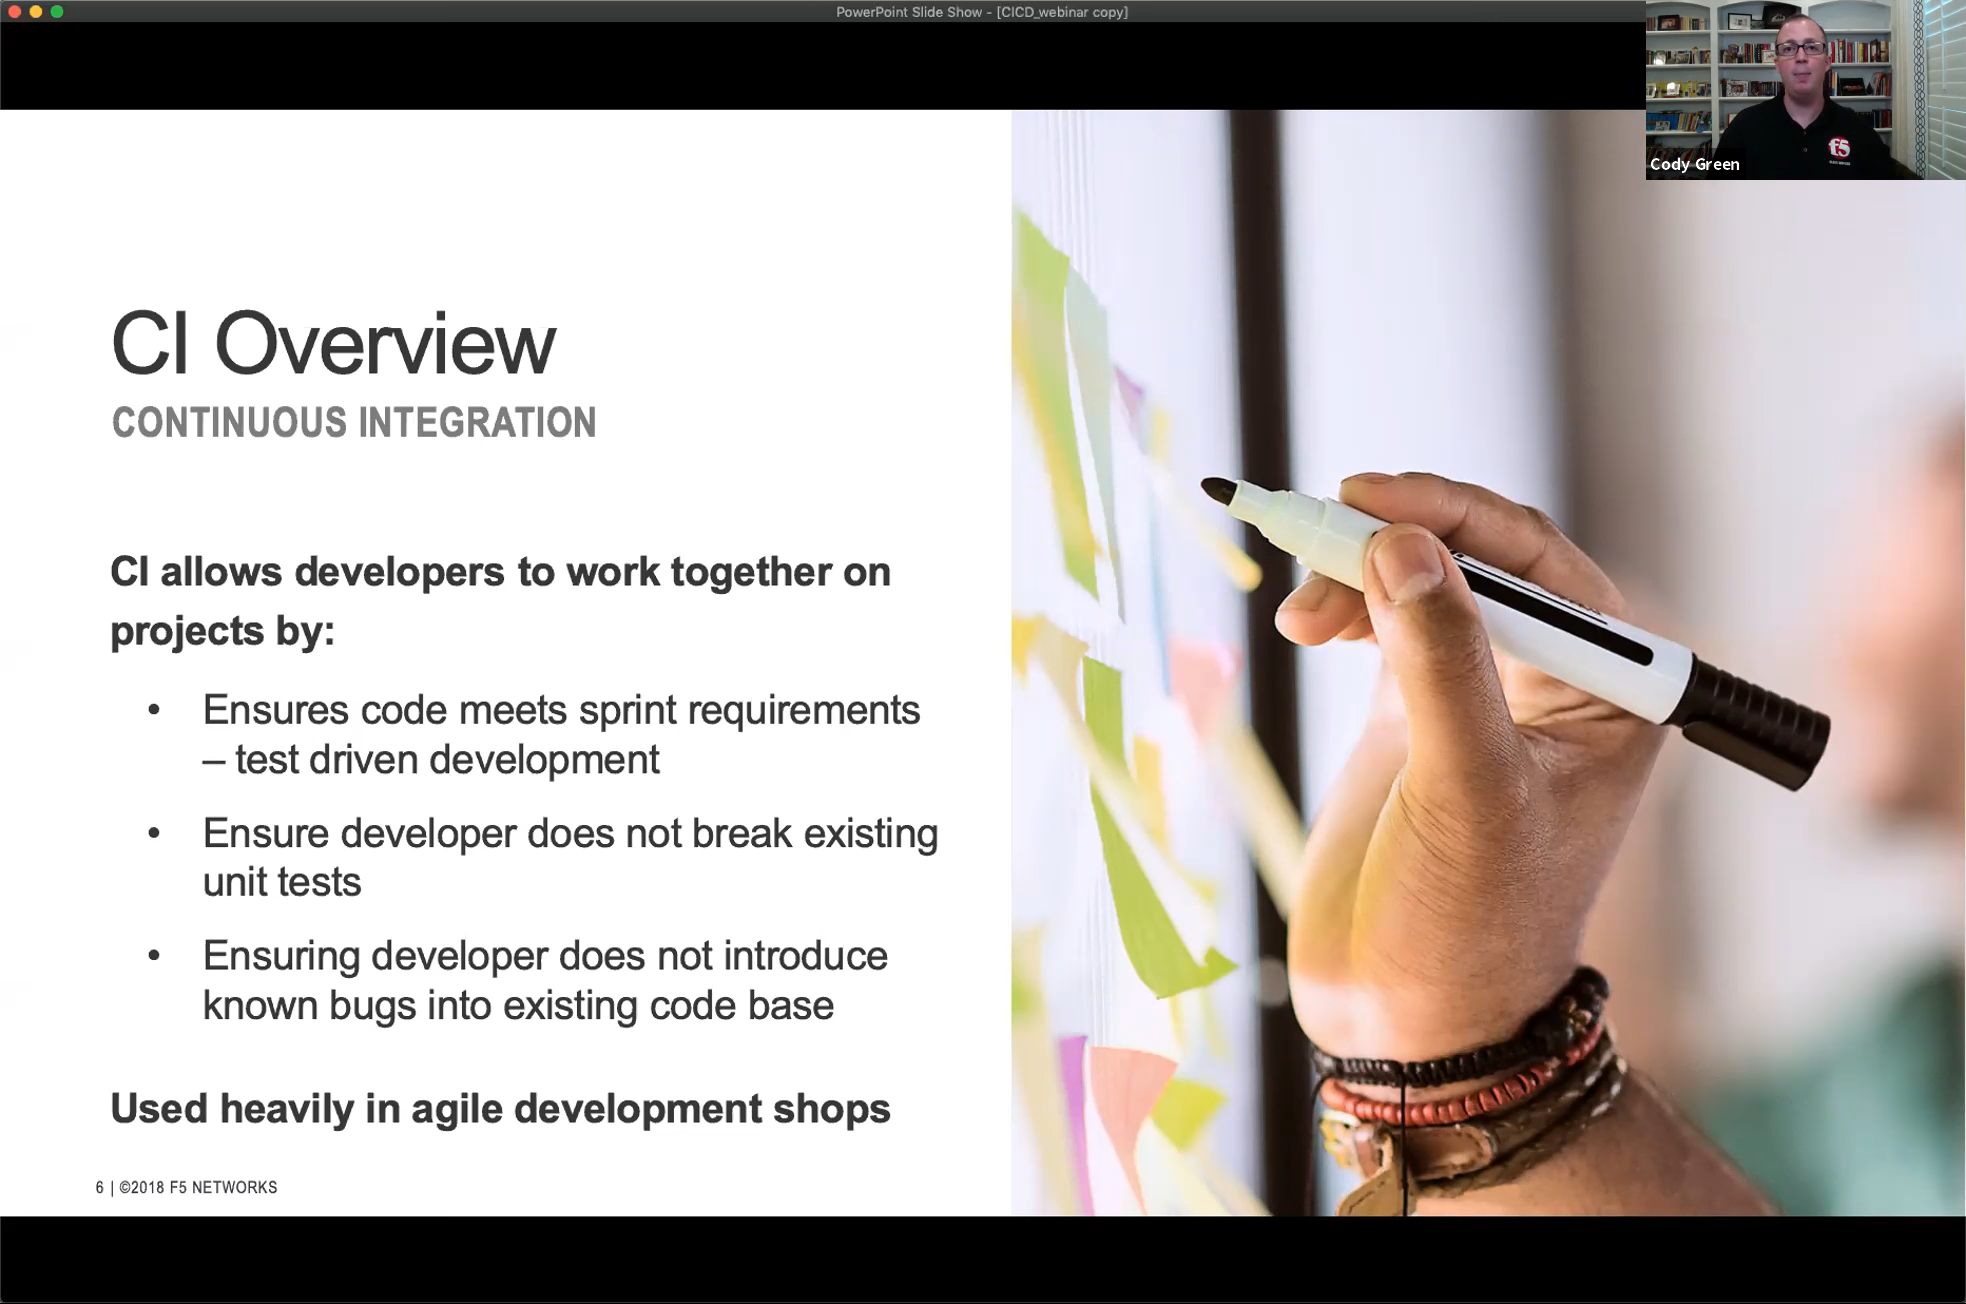 PowerPoint Slide Show - [CICD_webinar copy]
f5
Cody Green
CI Overview
CONTINUOUS INTEGRATION
CI allows developers to work together on
projects by:
• Ensures code meets sprint requirements
– test driven development
• Ensure developer does not break existing
unit tests
• Ensuring developer does not introduce
known bugs into existing code base
Used heavily in agile development shops
6 | ©2018 F5 NETWORKS